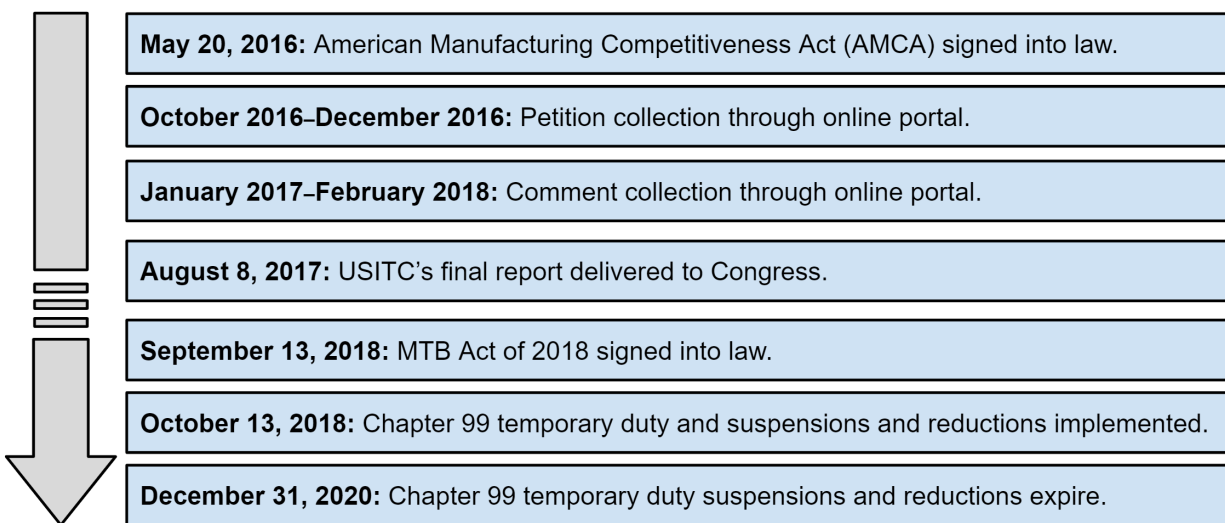 May 20, 2016: American Manufacturing Competitiveness Act (AMCA) signed into law.
October 2016–December 2016: Petition collection through online portal.
January 2017–February 2018: Comment collection through online portal.
August 8, 2017: USITC’s final report delivered to Congress.
September 13, 2018: MTB Act of 2018 signed into law.
October 13, 2018: Chapter 99 temporary duty and suspensions and reductions implemented.
December 31, 2020: Chapter 99 temporary duty suspensions and reductions expire.